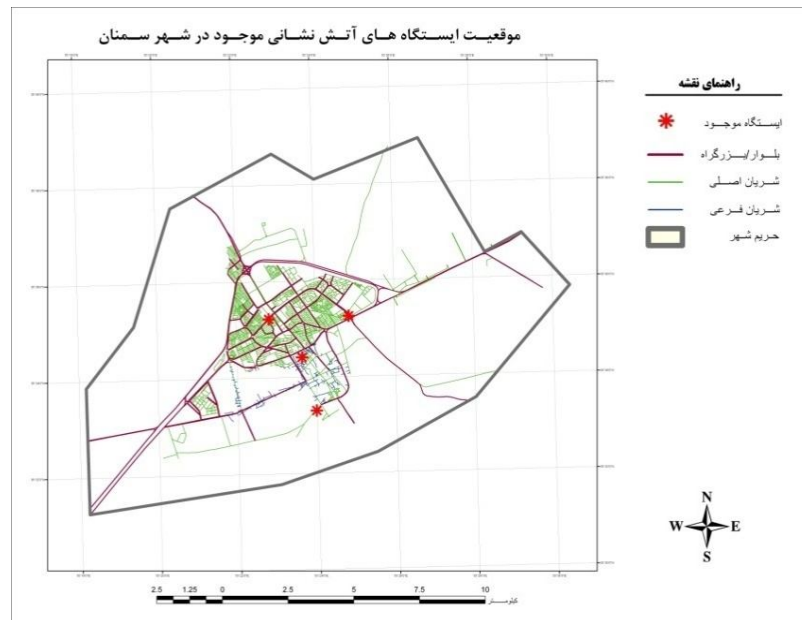 موقعیت ایستگاه های آتش نشانی موجود در شهر سمنان
راهنمای نقشه
ایستگاه موجود
بلوار/بزرگراه
شریان اصلی
شریان فرعی
حریم شهر
N
W E
S
2.5 1.25 0 2.5 5 7.5 10
کیلومتر